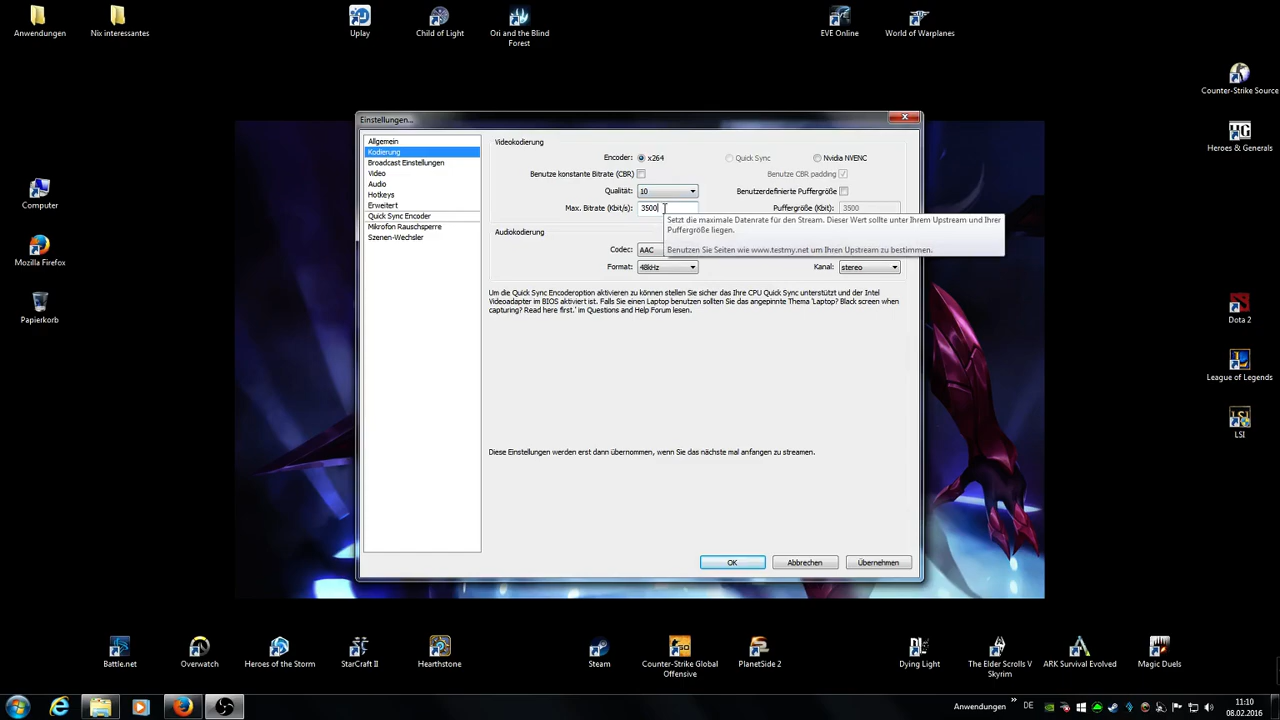 Anwendungen
Nix interessantes
Uplay
Child of Light
Ori and the Blind
Forest
EVE Online
World of Warplanes
Counter-Strike Source
Heroes & Generals
Computer
Mozilla Firefox
Papierkorb
Dota 2
League of Legends
LSI
Einstellungen...
Allgemein
Kodierung
Broadcast Einstellungen
Video
Audio
Hotkeys
Erweitert
Quick Sync Encoder
Mikrofon Rauschsperre
Szenen-Wechsler
Videokodierung
Encoder: x264 Quick Sync Nvidia NVENC
Benutze konstante Bitrate (CBR) Benutze CBR padding
Qualität: 10 Benutzerdefinierte Puffergröße
Max. Bitrate (Kbit/s): 3500 Puffergröße (Kbit): 3500
Setzt die maximale Datenrate für den Stream. Dieser Wert sollte unter Ihrem Upstream und Ihrer
Puffergröße liegen.
Benutzen Sie Seiten wie www.testmy.net um Ihren Upstream zu bestimmen.
Audiokodierung
Codec: AAC
Format: 48kHz Kanal: stereo
Um die Quick Sync Encoderoption aktivieren zu können stellen Sie sicher das Ihre CPU Quick Sync unterstützt und der Intel
Videoadapter im BIOS aktiviert ist. Falls Sie einen Laptop benutzen sollten Sie das angepinnte Thema 'Laptop? Black screen when
capturing? Read here first.' im Questions and Help Forum lesen.
Diese Einstellungen werden erst dann übernommen, wenn Sie das nächste mal anfangen zu streamen.
OK Abbrechen Übernehmen
Battle.net
Overwatch
Heroes of the Storm
StarCraft II
Hearthstone
Steam
Counter-Strike Global
Offensive
PlanetSide 2
Dying Light
The Elder Scrolls V
Skyrim
ARK Survival Evolved
Magic Duels
Anwendungen » DE
11:10
08.02.2016